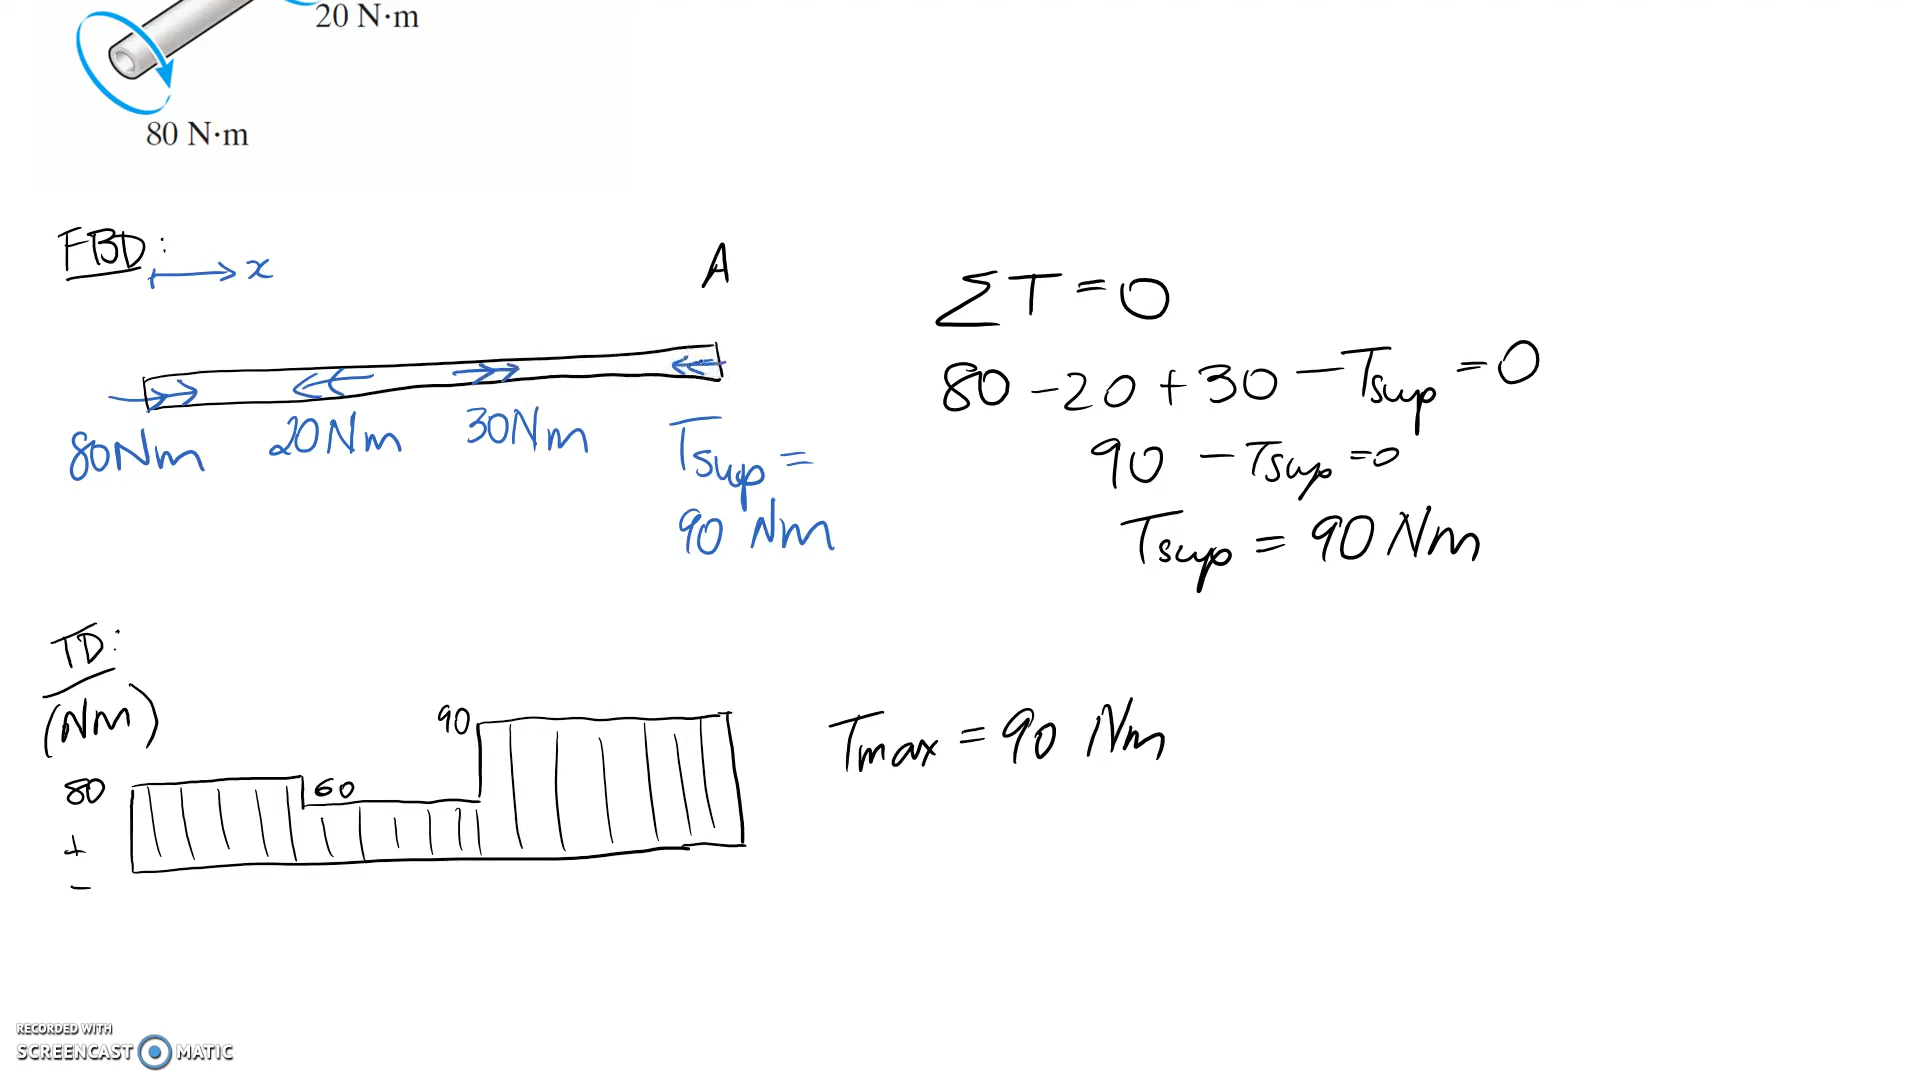 20 N·m
80 N·m
FBD:
x
A
80Nm
20Nm
30Nm
Tsup =
90 Nm
ΣT = 0
80 - 20 + 30 - Tsup = 0
90 - Tsup = 0
Tsup = 90 Nm
TD:
(Nm)
80
60
90
+
-
Tmax = 90 Nm
RECORDED WITH
SCREENCAST MATIC